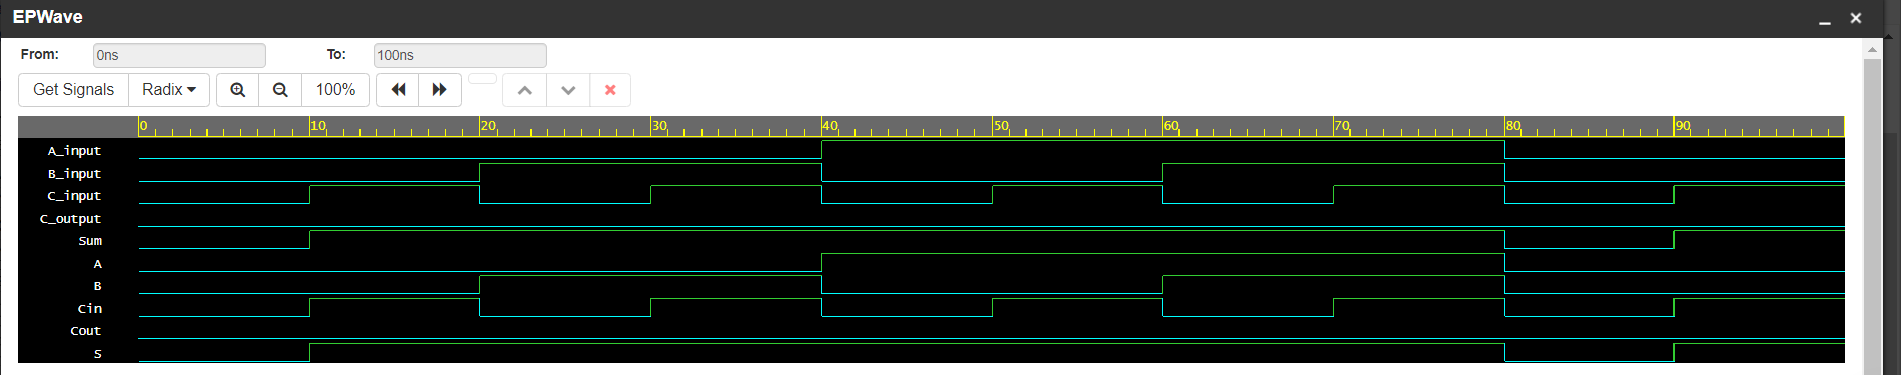 EPWave
From: 0ns To: 100ns
Get Signals Radix 100%
0 10 20 30 40 50 60 70 80 90
A_input
B_input
C_input
C_output
Sum
A
B
Cin
Cout
S